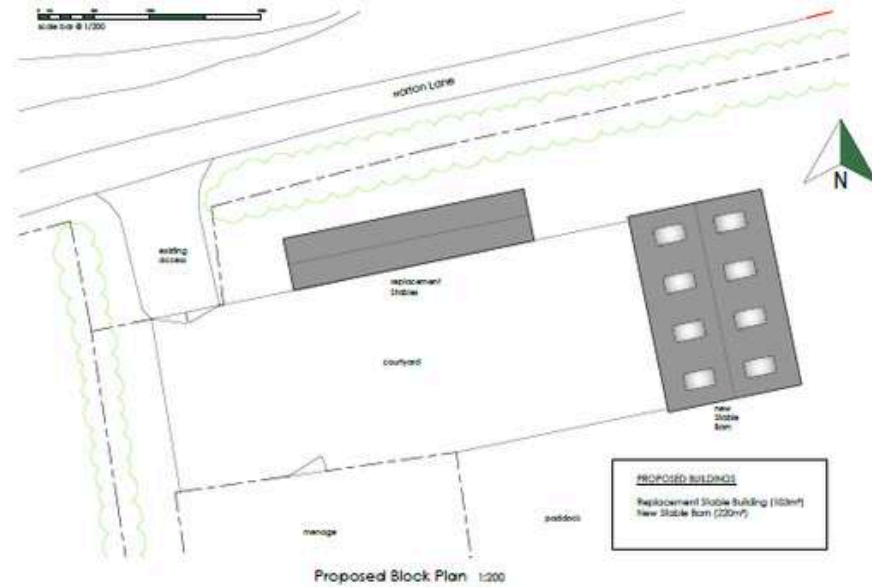 scale bar @ 1/200
Horton Lane
N
existing
access
replacement
Stables
courtyard
new
Stable
Barn
PROPOSED BUILDINGS
Replacement Stable Building (103m²)
New Stable Barn (220m²)
menage
paddock
Proposed Block Plan 1:200